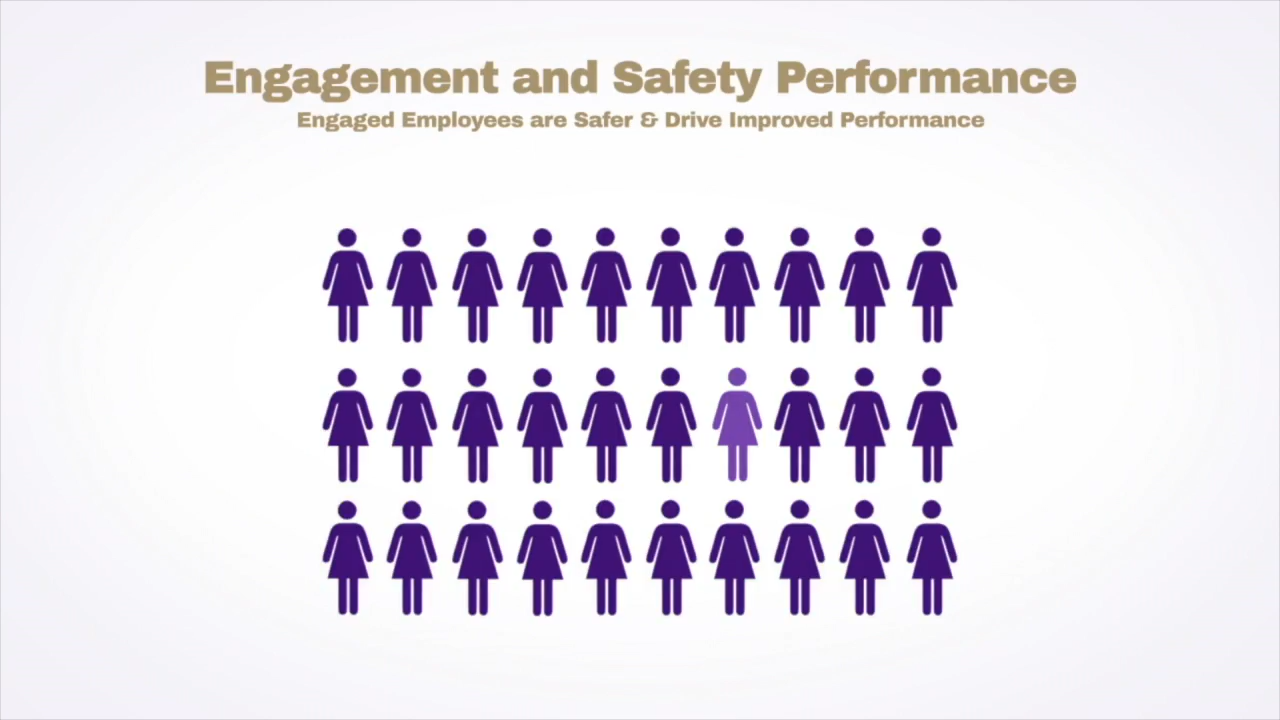 Engagement and Safety Performance
Engaged Employees are Safer & Drive Improved Performance